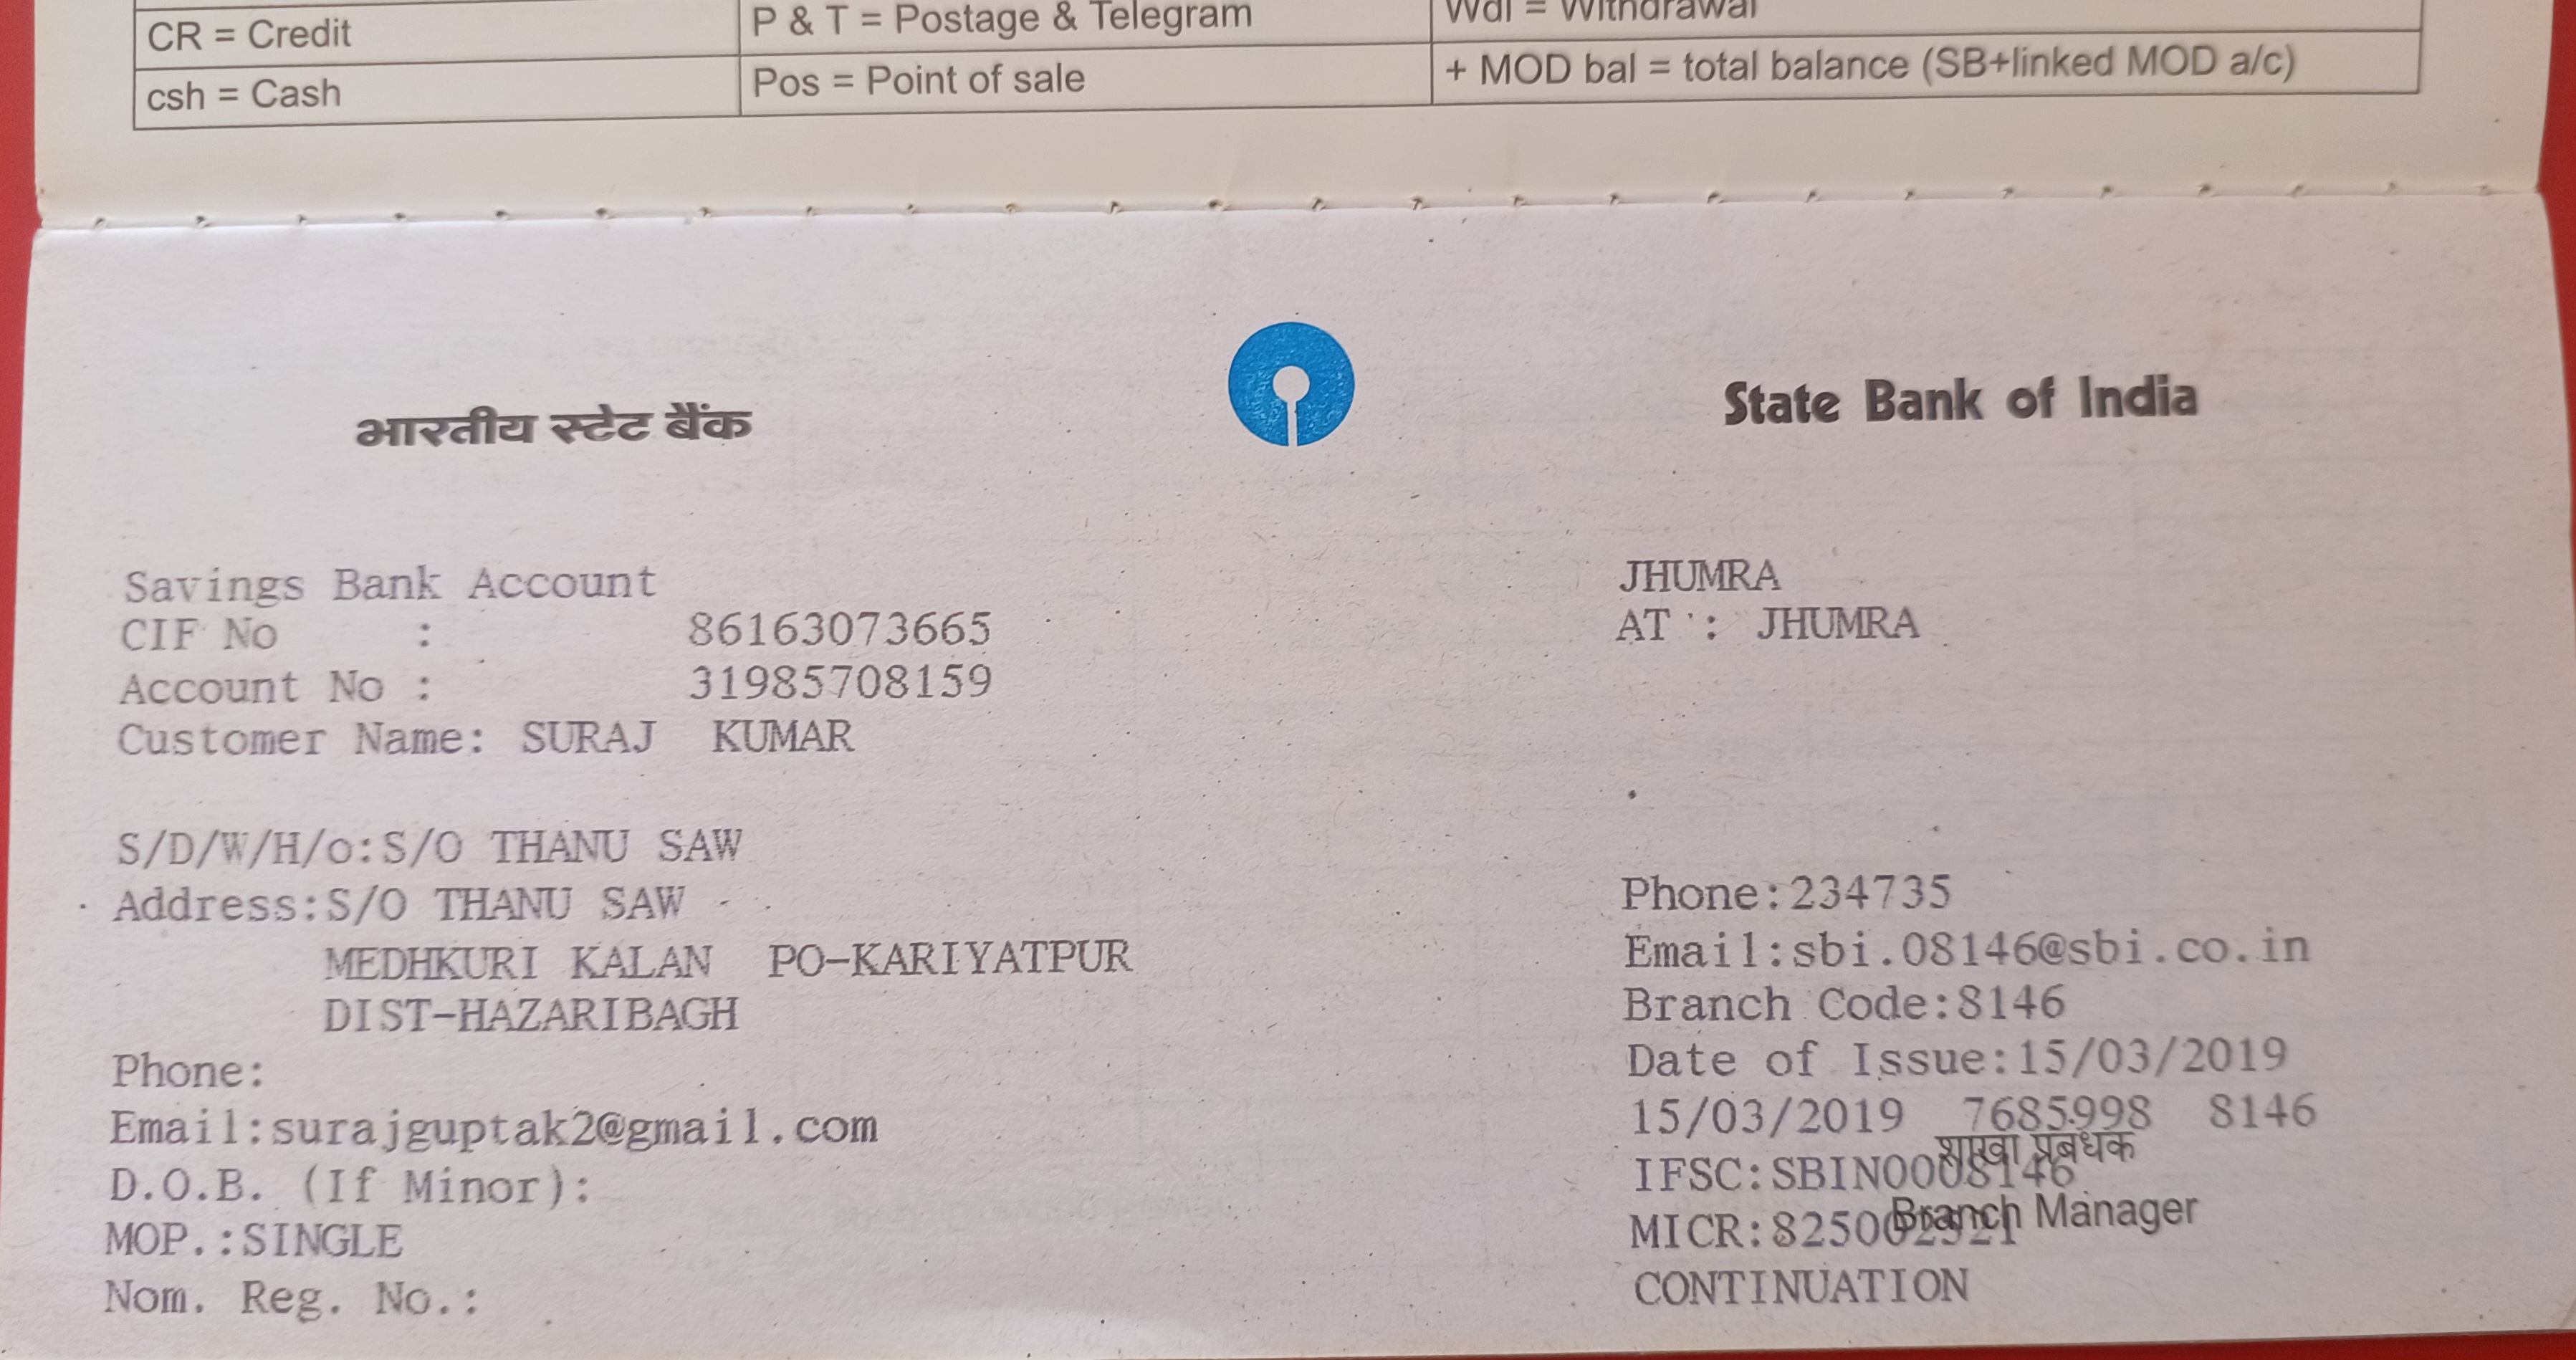 CR = Credit
P & T = Postage & Telegram
Wdl = Withdrawal
csh = Cash
Pos = Point of sale
+ MOD bal = total balance (SB+linked MOD a/c)
भारतीय स्टेट बैंक
State Bank of India
Savings Bank Account
CIF No : 86163073665
Account No : 31985708159
Customer Name: SURAJ KUMAR
S/D/W/H/o:S/O THANU SAW
Address:S/O THANU SAW
MEDHKURI KALAN PO-KARIYATPUR
DIST-HAZARIBAGH
Phone:
Email:surajguptak2@gmail.com
D.O.B. (If Minor):
MOP.:SINGLE
Nom. Reg. No.:
JHUMRA
AT : JHUMRA
Phone:234735
Email:sbi.08146@sbi.co.in
Branch Code:8146
Date of Issue:15/03/2019
15/03/2019 7685998 8146
शाखा प्रबंधक
IFSC:SBIN0008146
Branch Manager
MICR:
CONTINUATION